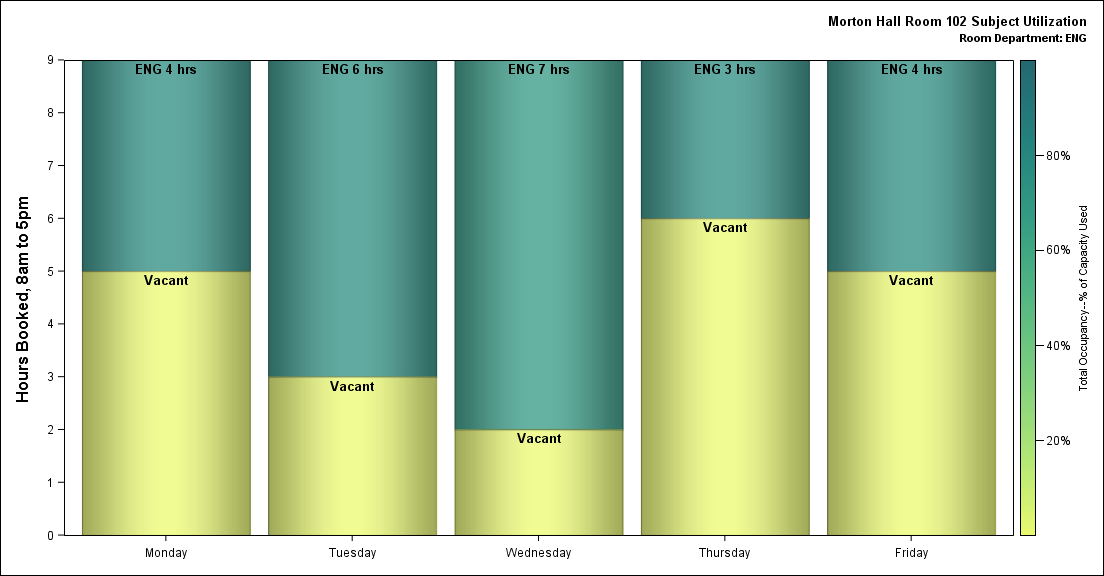 Morton Hall Room 102 Subject Utilization
Room Department: ENG
Hours Booked, 8am to 5pm
9
8
7
6
5
4
3
2
1
0
ENG 4 hrs
Vacant
ENG 6 hrs
Vacant
ENG 7 hrs
Vacant
ENG 3 hrs
Vacant
ENG 4 hrs
Vacant
Monday
Tuesday
Wednesday
Thursday
Friday
80%
60%
40%
20%
Total Occupancy--% of Capacity Used